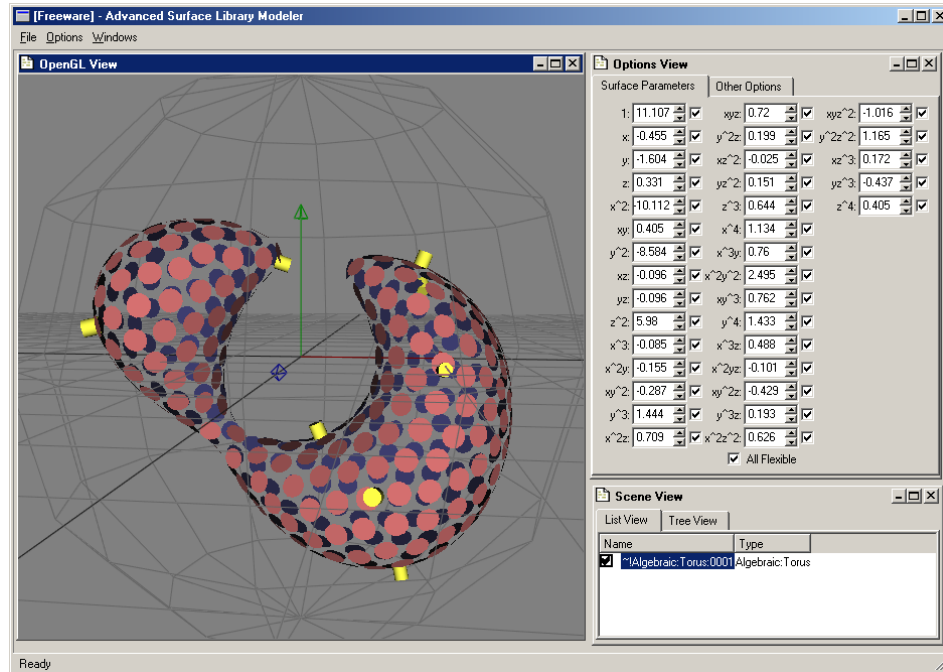 [Freeware] - Advanced Surface Library Modeler
File Options Windows
OpenGL View
Options View
Surface Parameters Other Options
1: 11.107 xyz: 0.72 xyz^2: -1.016
x: -0.455 y^2z: 0.199 y^2z^2: 1.165
y: -1.604 xz^2: -0.025 xz^3: 0.172
z: 0.331 yz^2: 0.151 yz^3: -0.437
x^2: -10.112 z^3: 0.644 z^4: 0.405
xy: 0.405 x^4: 1.134
y^2: -8.584 x^3y: 0.76
xz: -0.096 x^2y^2: 2.495
yz: -0.096 xy^3: 0.762
z^2: 5.98 y^4: 1.433
x^3: -0.085 x^3z: 0.488
x^2y: -0.155 x^2yz: -0.101
xy^2: -0.287 xy^2z: -0.429
y^3: 1.444 y^3z: 0.193
x^2z: 0.709 x^2z^2: 0.626
All Flexible
Scene View
List View Tree View
Name Type
~!Algebraic:Torus:0001 Algebraic:Torus
Ready